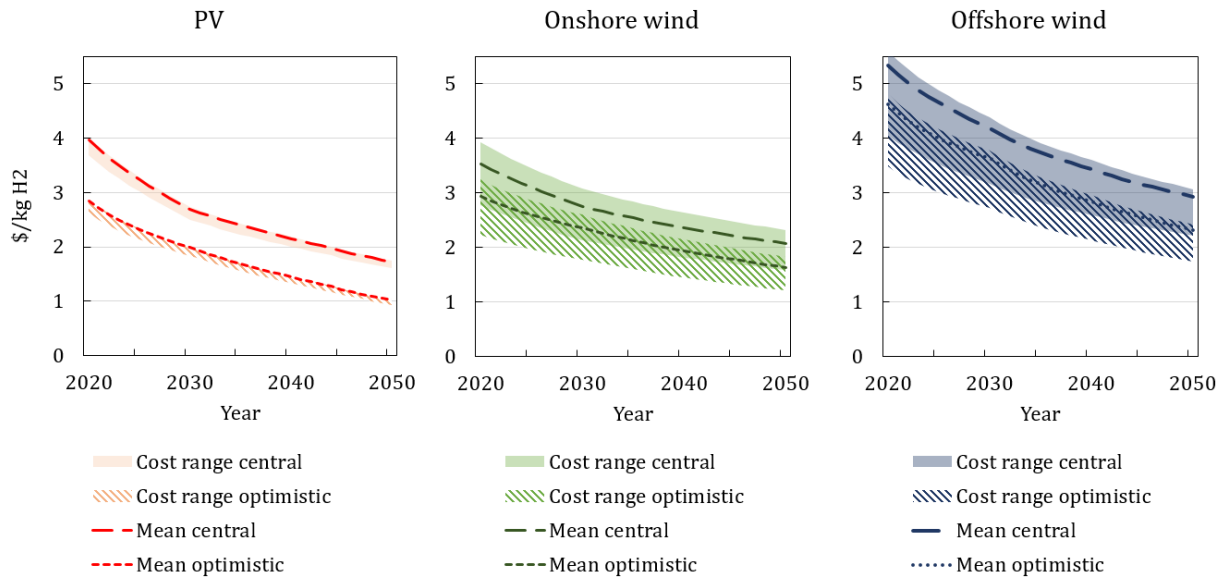 PV
Onshore wind
Offshore wind
$/kg H2
5
4
3
2
1
0
2020 2030 2040 2050
Year
5
4
3
2
1
0
2020 2030 2040 2050
Year
5
4
3
2
1
0
2020 2030 2040 2050
Year
Cost range central
Cost range optimistic
Mean central
Mean optimistic
Cost range central
Cost range optimistic
Mean central
Mean optimistic
Cost range central
Cost range optimistic
Mean central
Mean optimistic